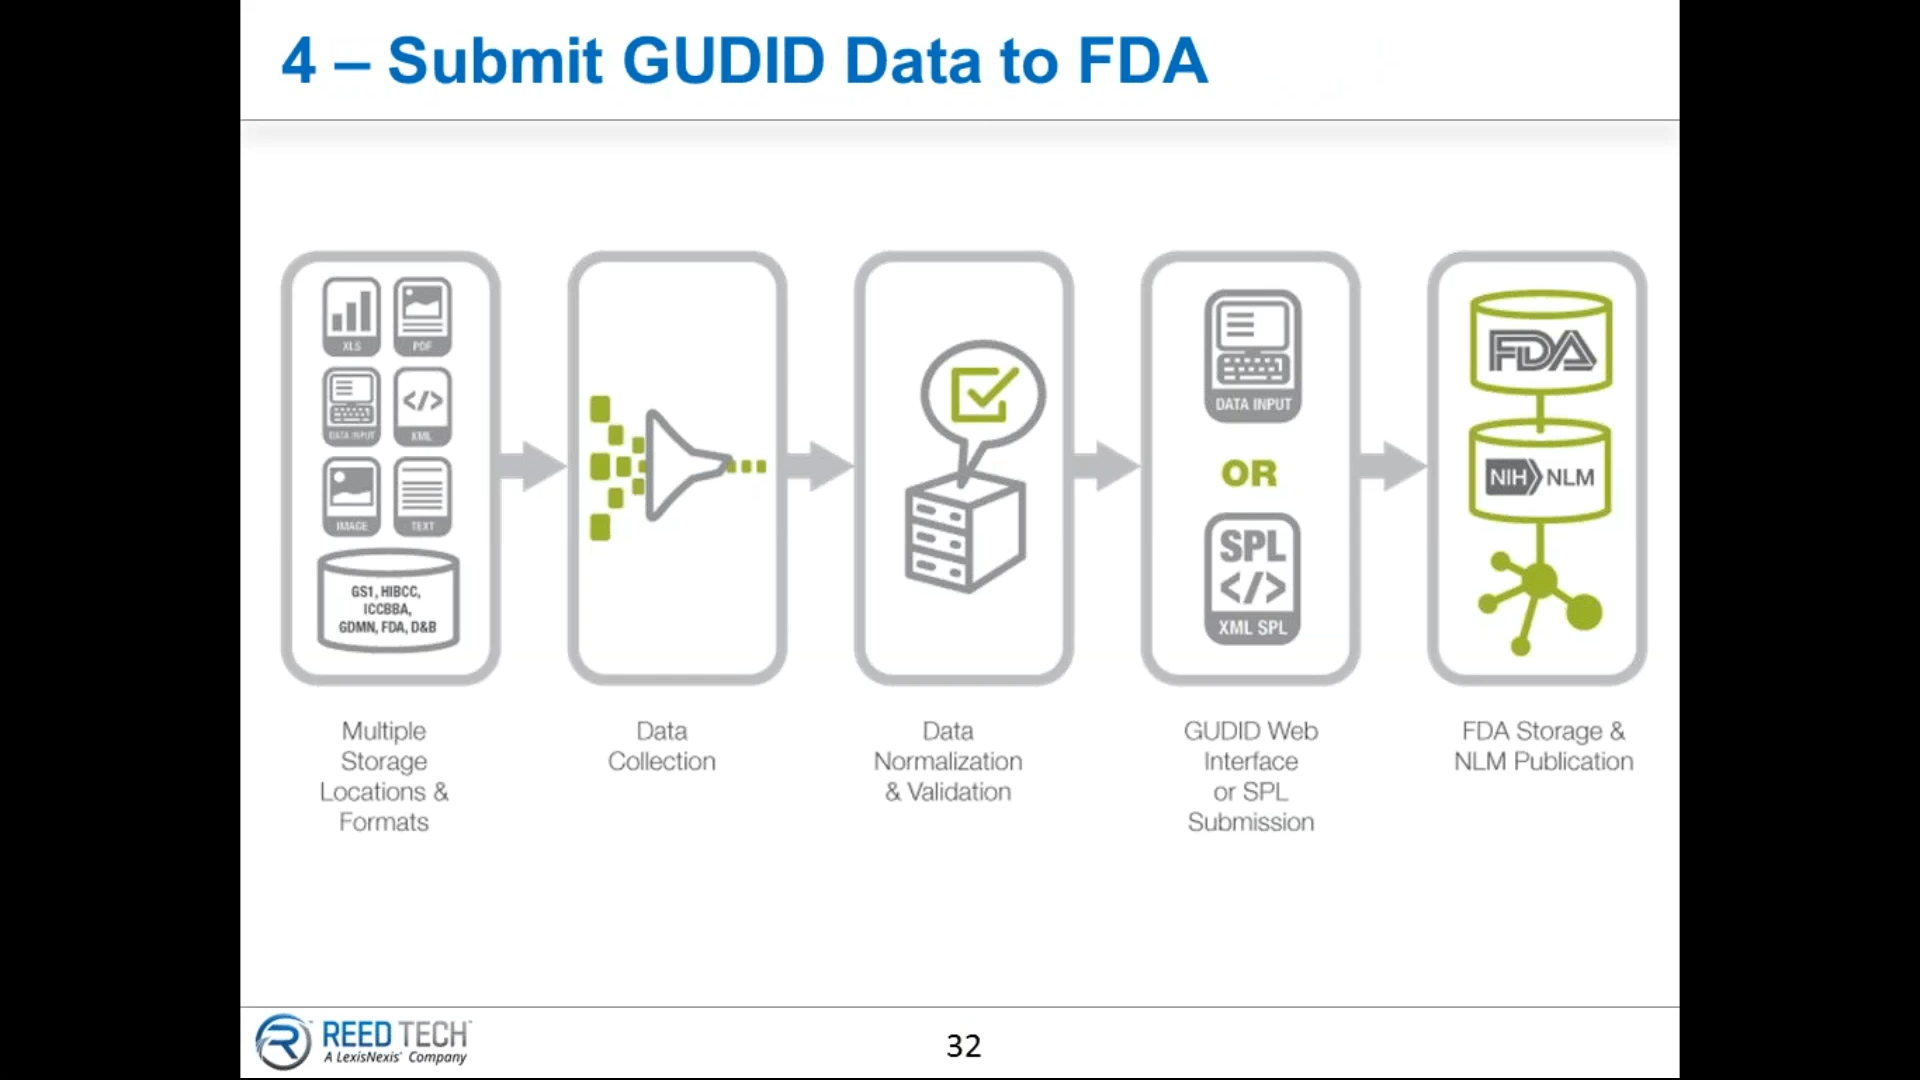 4 – Submit GUDID Data to FDA
XLS
PDF
DATA INPUT
</>
XML
IMAGE
TEXT
GS1, HIBCC,
ICCBBA,
GDMN, FDA, D&B
DATA INPUT
OR
SPL
</>
XML SPL
FDA
NIH NLM
Multiple
Storage
Locations &
Formats
Data
Collection
Data
Normalization
& Validation
GUDID Web
Interface
or SPL
Submission
FDA Storage &
NLM Publication
R
REED TECH™
A LexisNexis® Company
32